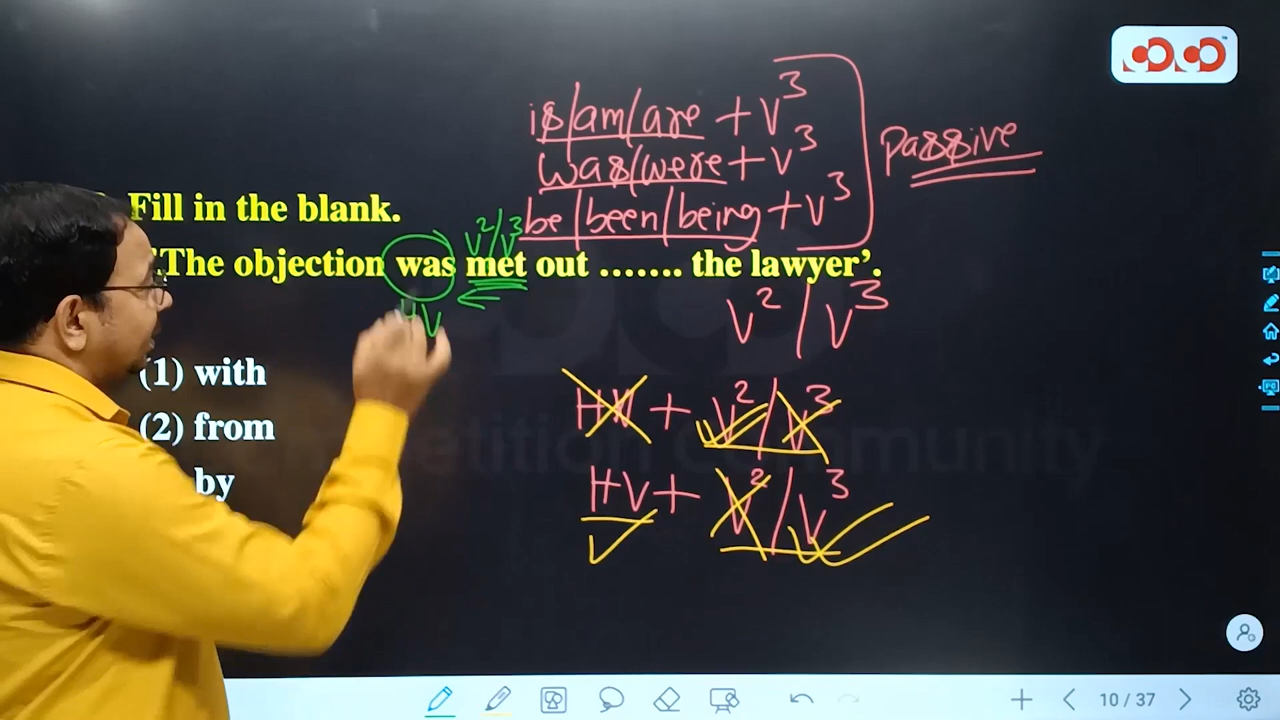 is/am/are + V3
was/were + V3
be/been/being + V3
Passive
Fill in the blank.
V2/V3
'The objection was met out ……. the lawyer'.
HV
V2/V3
(1) with
HV + V2/V3
(2) from
by
HV + V2/V3
10 / 37